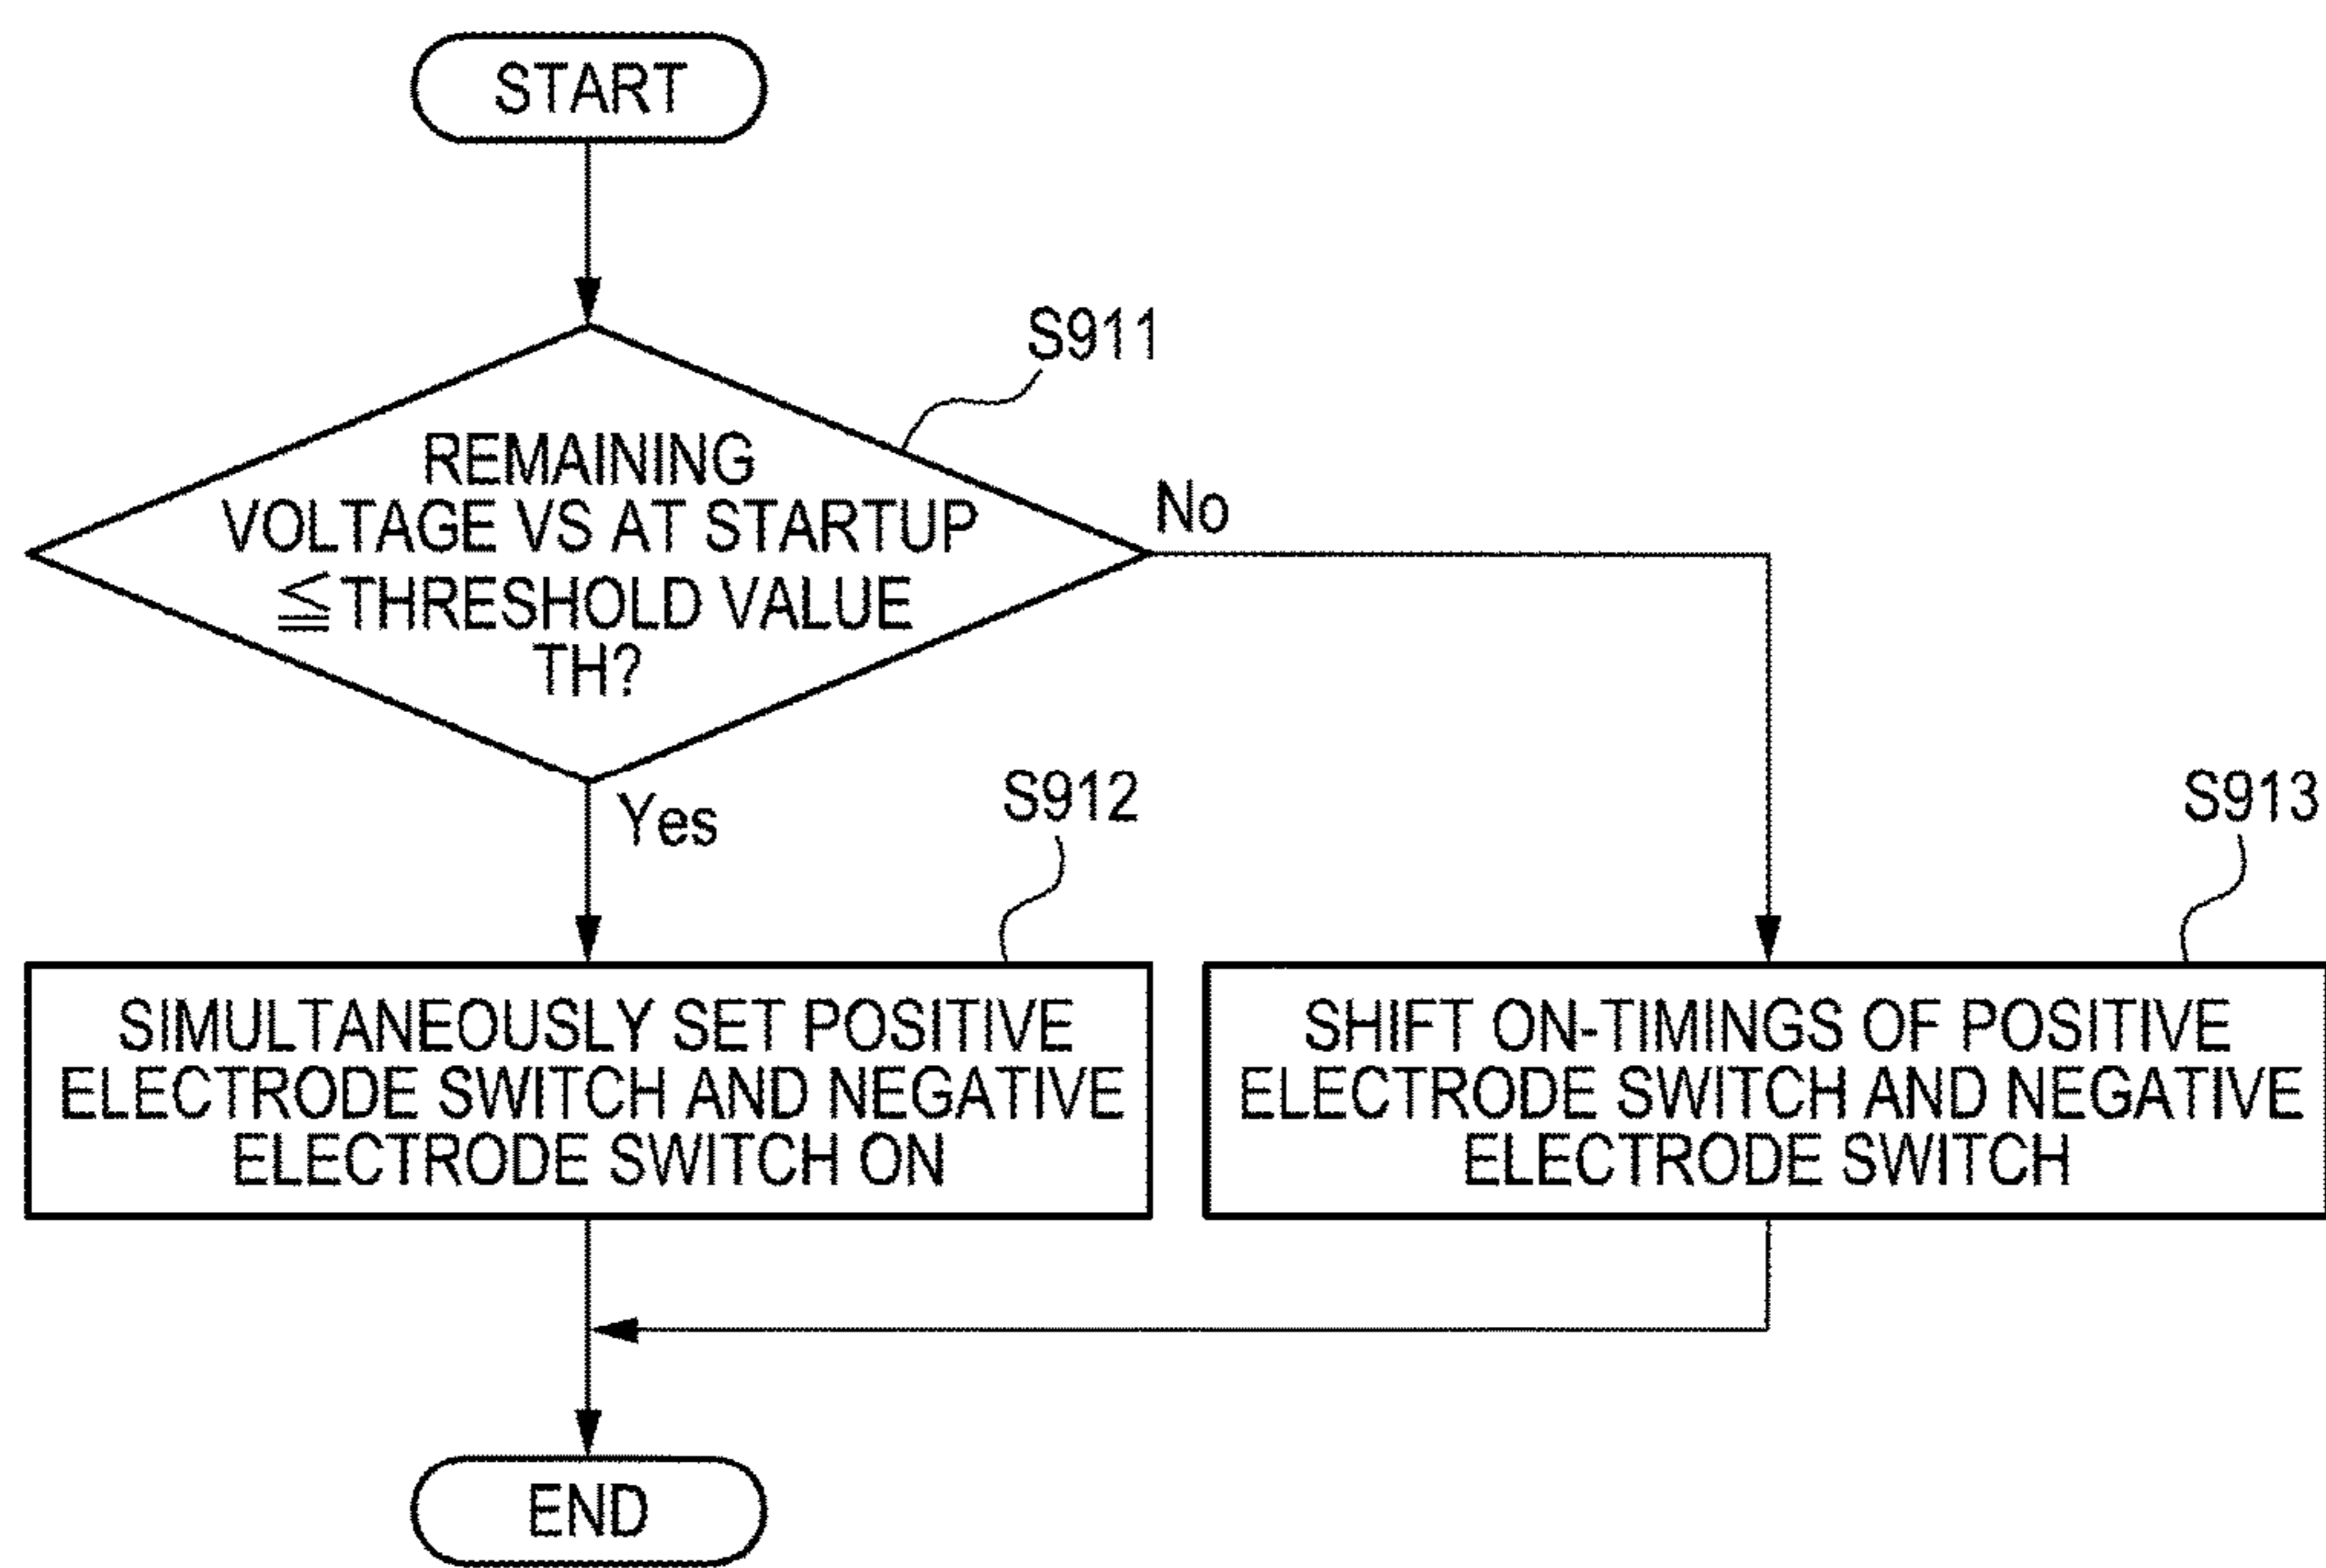 START
S911
REMAINING
VOLTAGE VS AT STARTUP
≦THRESHOLD VALUE
TH?
No
Yes
S912
SIMULTANEOUSLY SET POSITIVE
ELECTRODE SWITCH AND NEGATIVE
ELECTRODE SWITCH ON
S913
SHIFT ON-TIMINGS OF POSITIVE
ELECTRODE SWITCH AND NEGATIVE
ELECTRODE SWITCH
END